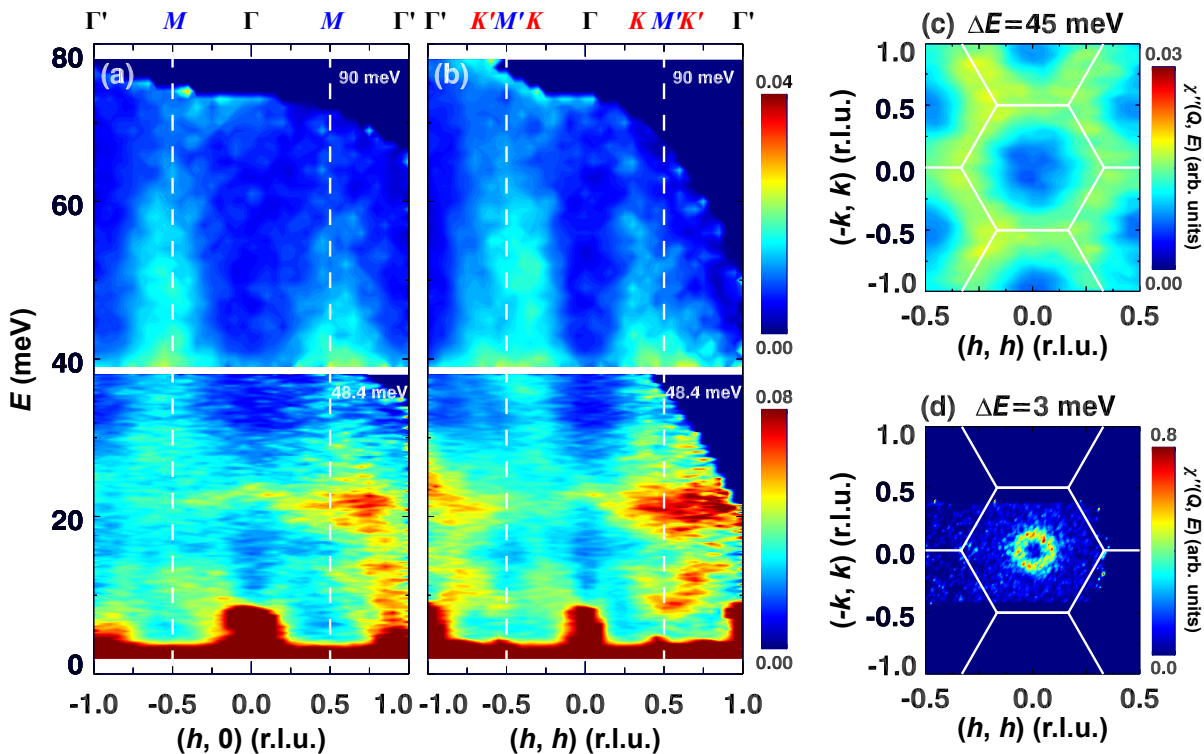 Γ' M Γ M Γ' Γ' K' M' K Γ K M' K' Γ'
(a) 90 meV
(b) 90 meV
48.4 meV
48.4 meV
E (meV)
80
60
40
20
0
-1.0 -0.5 0.0 0.5 1.0
(h, 0) (r.l.u.)
-1.0 -0.5 0.0 0.5 1.0
(h, h) (r.l.u.)
0.04
0.00
0.08
0.00
(c) ΔE=45 meV
1.0
0.5
0.0
-0.5
-1.0
(-k, k) (r.l.u.)
-0.5 0.0 0.5
(h, h) (r.l.u.)
0.03
0.00
χ''(Q, E) (arb. units)
(d) ΔE=3 meV
1.0
0.5
0.0
-0.5
-1.0
(-k, k) (r.l.u.)
-0.5 0.0 0.5
(h, h) (r.l.u.)
0.8
0.0
χ''(Q, E) (arb. units)